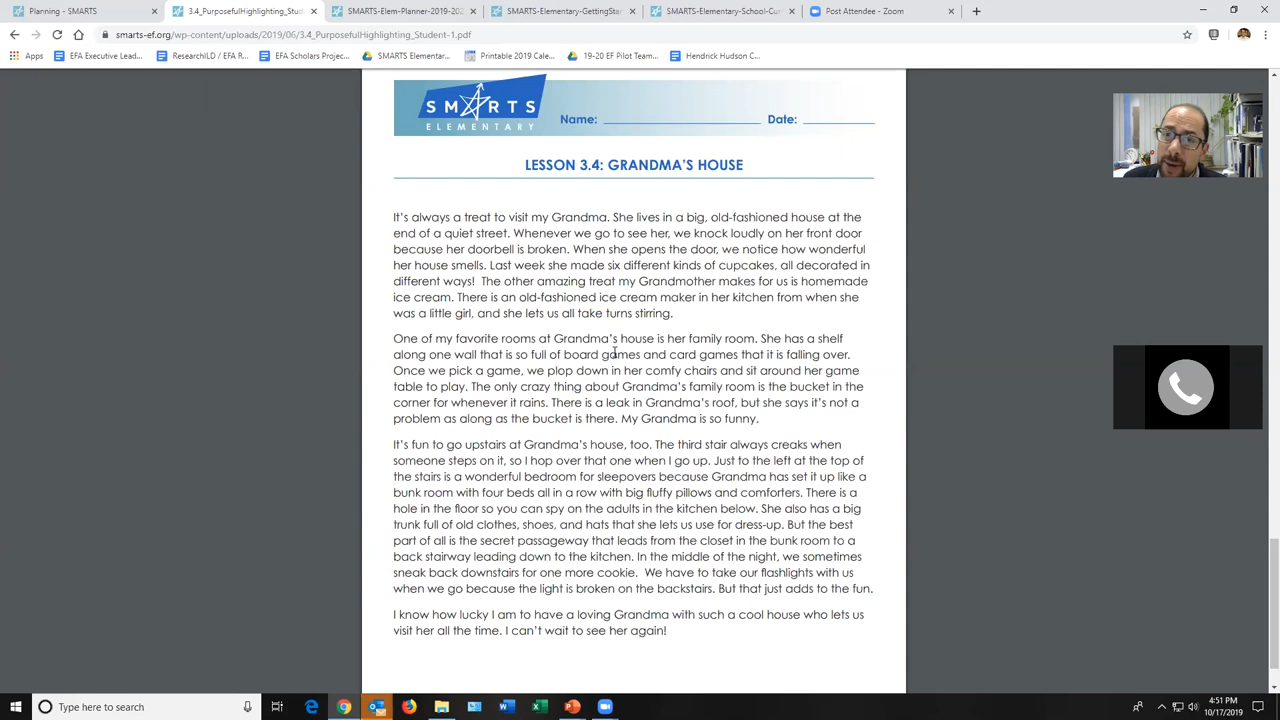 Planning - SMARTS
3.4_PurposefulHighlighting_Stud
SMARTS-Elem-Planner-2019-202
SMARTS-Elementary-GettingStar
SMARTS-Elementary-School-Curr
Post Attendee - Zoom
smarts-ef.org/wp-content/uploads/2019/06/3.4_PurposefulHighlighting_Student-1.pdf
Apps
EFA Executive Lead...
ResearchILD / EFA R...
EFA Scholars Projec...
SMARTS Elementar...
Printable 2019 Cale...
19-20 EF Pilot Team...
Hendrick Hudson C...
SMARTS
ELEMENTARY
Name: Date:
LESSON 3.4: GRANDMA'S HOUSE
It's always a treat to visit my Grandma. She lives in a big, old-fashioned house at the
end of a quiet street. Whenever we go to see her, we knock loudly on her front door
because her doorbell is broken. When she opens the door, we notice how wonderful
her house smells. Last week she made six different kinds of cupcakes, all decorated in
different ways!  The other amazing treat my Grandmother makes for us is homemade
ice cream. There is an old-fashioned ice cream maker in her kitchen from when she
was a little girl, and she lets us all take turns stirring.
One of my favorite rooms at Grandma's house is her family room. She has a shelf
along one wall that is so full of board games and card games that it is falling over.
Once we pick a game, we plop down in her comfy chairs and sit around her game
table to play. The only crazy thing about Grandma's family room is the bucket in the
corner for whenever it rains. There is a leak in Grandma's roof, but she says it's not a
problem as along as the bucket is there. My Grandma is so funny.
It's fun to go upstairs at Grandma's house, too. The third stair always creaks when
someone steps on it, so I hop over that one when I go up. Just to the left at the top of
the stairs is a wonderful bedroom for sleepovers because Grandma has set it up like a
bunk room with four beds all in a row with big fluffy pillows and comforters. There is a
hole in the floor so you can spy on the adults in the kitchen below. She also has a big
trunk full of old clothes, shoes, and hats that she lets us use for dress-up. But the best
part of all is the secret passageway that leads from the closet in the bunk room to a
back stairway leading down to the kitchen. In the middle of the night, we sometimes
sneak back downstairs for one more cookie.  We have to take our flashlights with us
when we go because the light is broken on the backstairs. But that just adds to the fun.
I know how lucky I am to have a loving Grandma with such a cool house who lets us
visit her all the time. I can't wait to see her again!
Type here to search
4:51 PM
10/17/2019